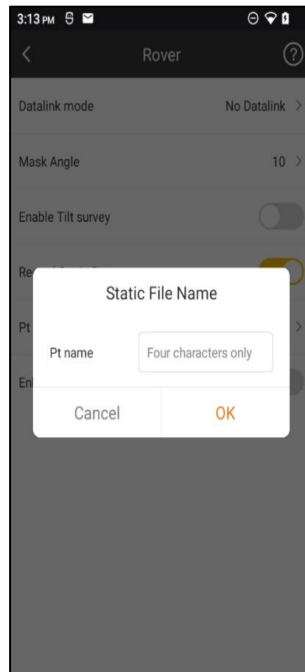 3:13 PM
Rover
Datalink mode No Datalink
Mask Angle 10
Enable Tilt survey
Static File Name
Pt name Four characters only
Cancel OK
Pt